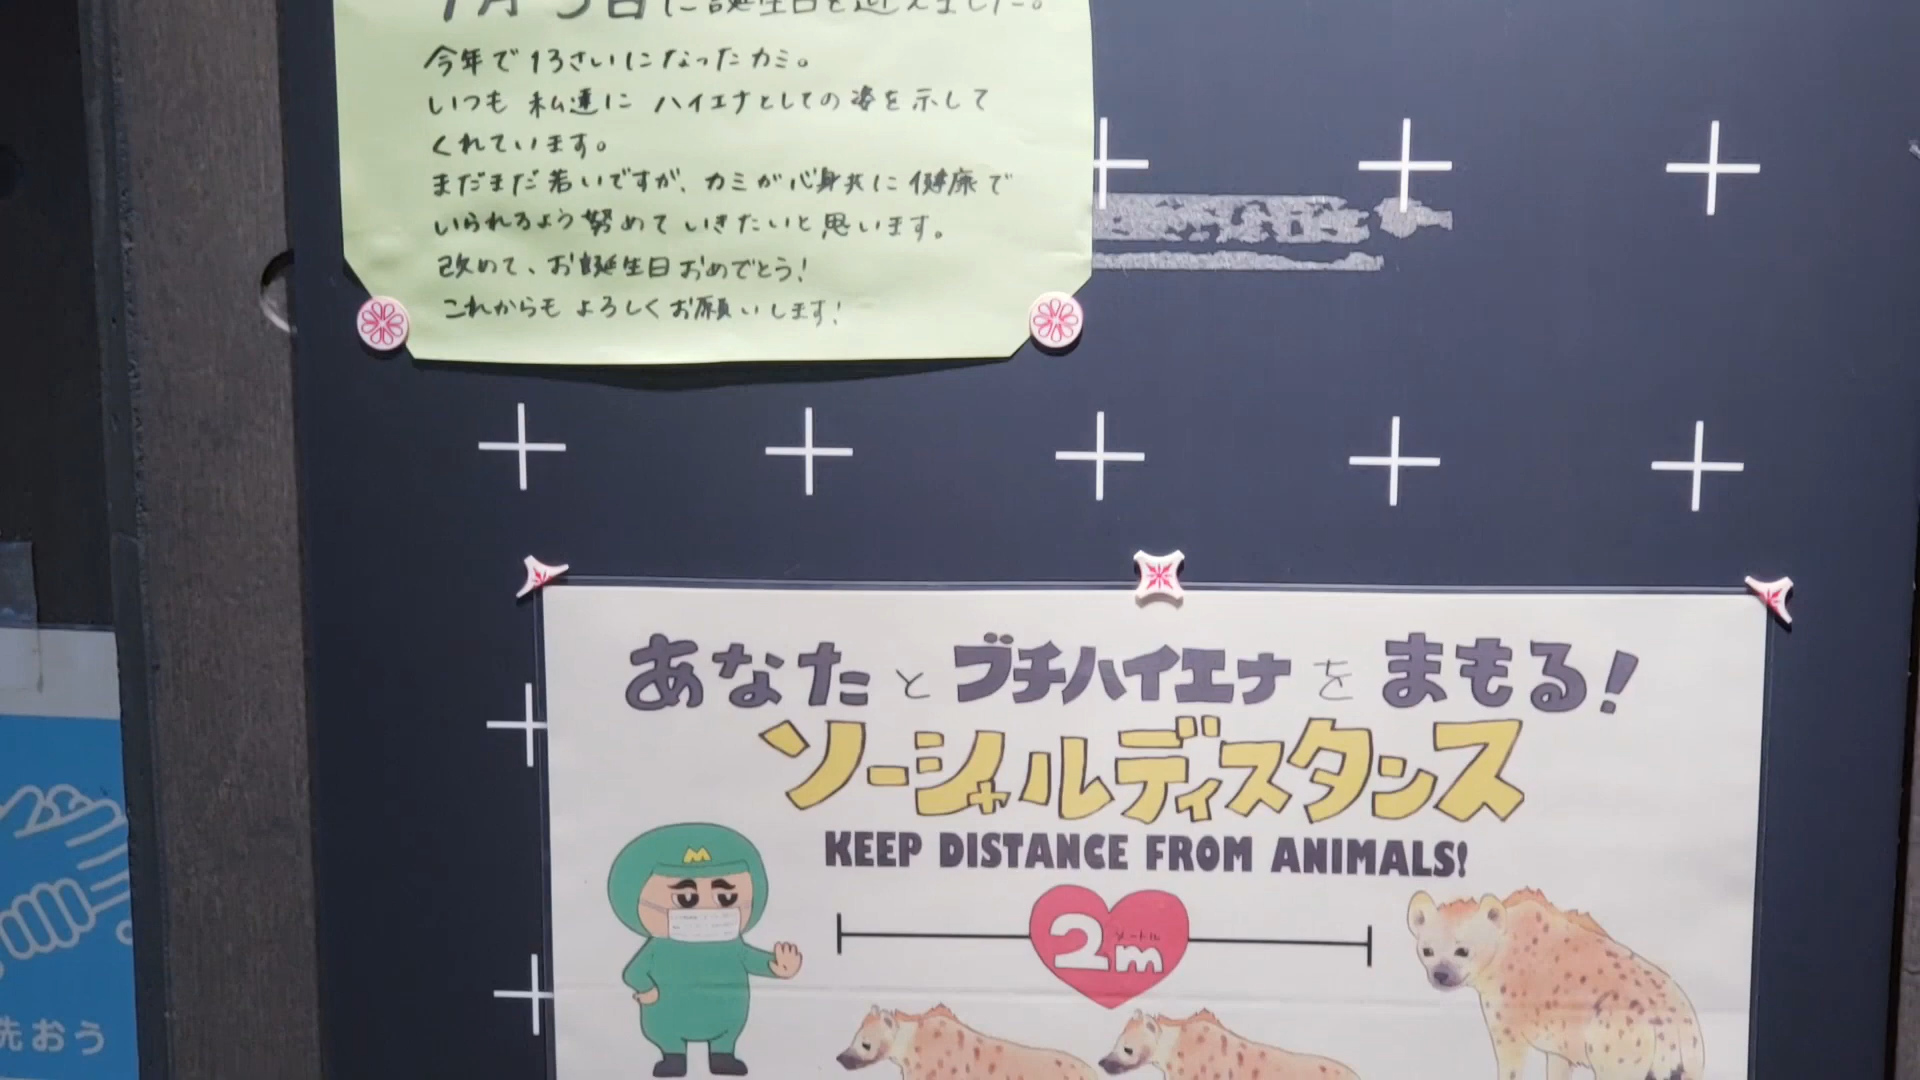 に誕生日を迎えました。
今年で13さいになったカミ。
いつも私達に ハイエナとしての姿を示して
くれています。
まだまだ若いですが、カミが心身共に健康で
いられるよう努めていきたいと思います。
改めて、お誕生日おめでとう!
これからも よろしくお願いします!
あなたとブチハイエナをまもる!
ソーシャルディスタンス
KEEP DISTANCE FROM ANIMALS!
M
メートル
2m
洗おう